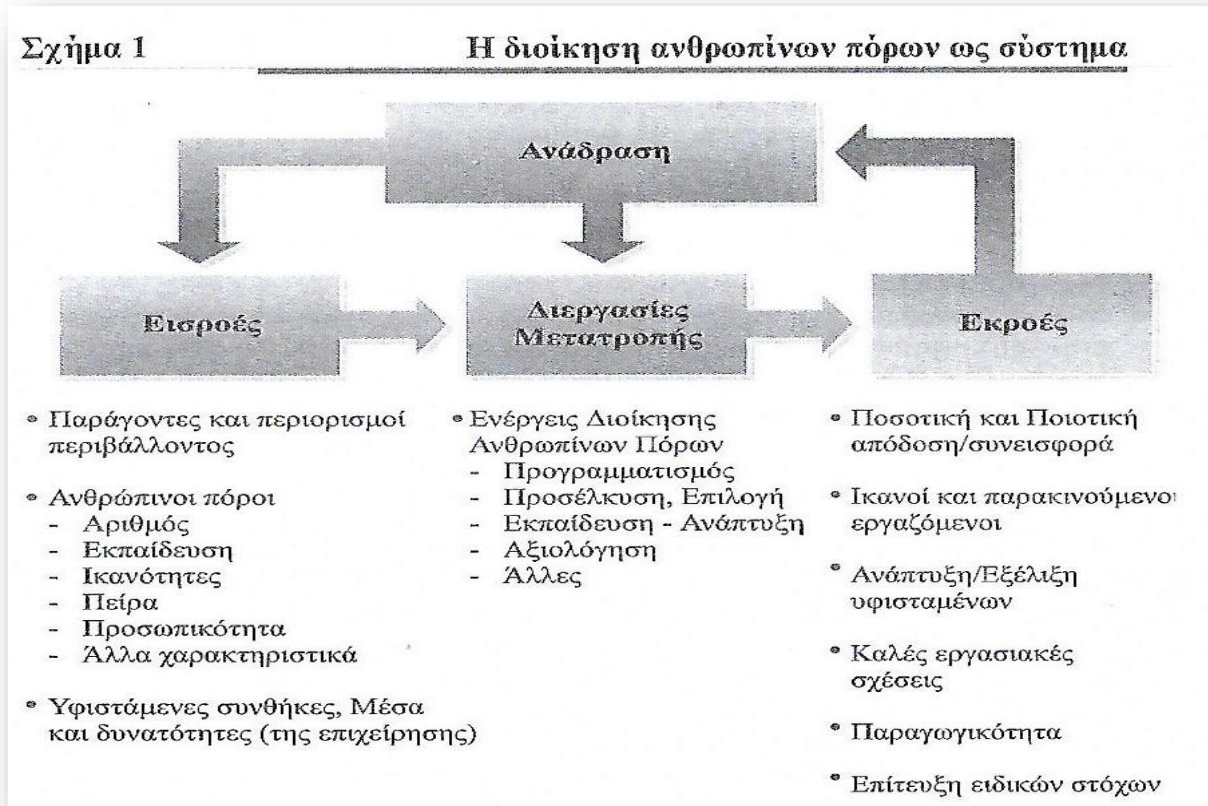 Σχήμα 1
Η διοίκηση ανθρωπίνων πόρων ως σύστημα
Ανάδραση
Εισροές
Διεργασίες
Μετατροπής
Εκροές
• Παράγοντες και περιορισμοί
περιβάλλοντος
• Ανθρώπινοι πόροι
- Αριθμός
- Εκπαίδευση
- Ικανότητες
- Πείρα
- Προσωπικότητα
- Άλλα χαρακτηριστικά
• Υφιστάμενες συνθήκες, Μέσα
και δυνατότητες (της επιχείρησης)
• Ενέργεις Διοίκησης
Ανθρωπίνων Πόρων
- Προγραμματισμός
- Προσέλκυση, Επιλογή
- Εκπαίδευση - Ανάπτυξη
- Αξιολόγηση
- Άλλες
• Ποσοτική και Ποιοτική
απόδοση/συνεισφορά
• Ικανοί και παρακινούμενοι
εργαζόμενοι
• Ανάπτυξη/Εξέλιξη
υφισταμένων
• Καλές εργασιακές
σχέσεις
• Παραγωγικότητα
• Επίτευξη ειδικών στόχων